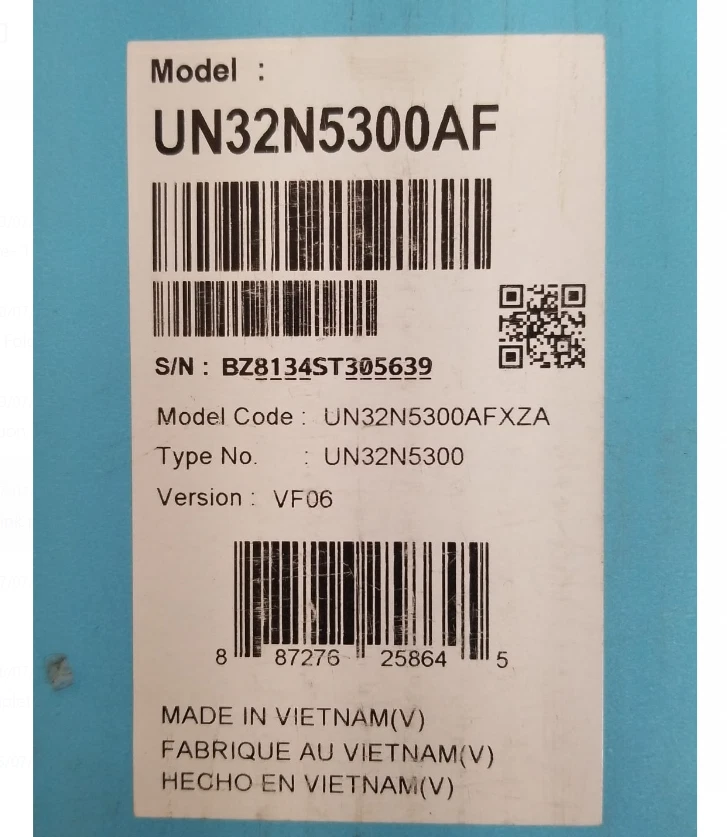 Model :
UN32N5300AF
S/N : BZ8134ST305639
Model Code : UN32N5300AFXZA
Type No. : UN32N5300
Version : VF06
8 87276 25864 5
MADE IN VIETNAM(V)
FABRIQUE AU VIETNAM(V)
HECHO EN VIETNAM(V)